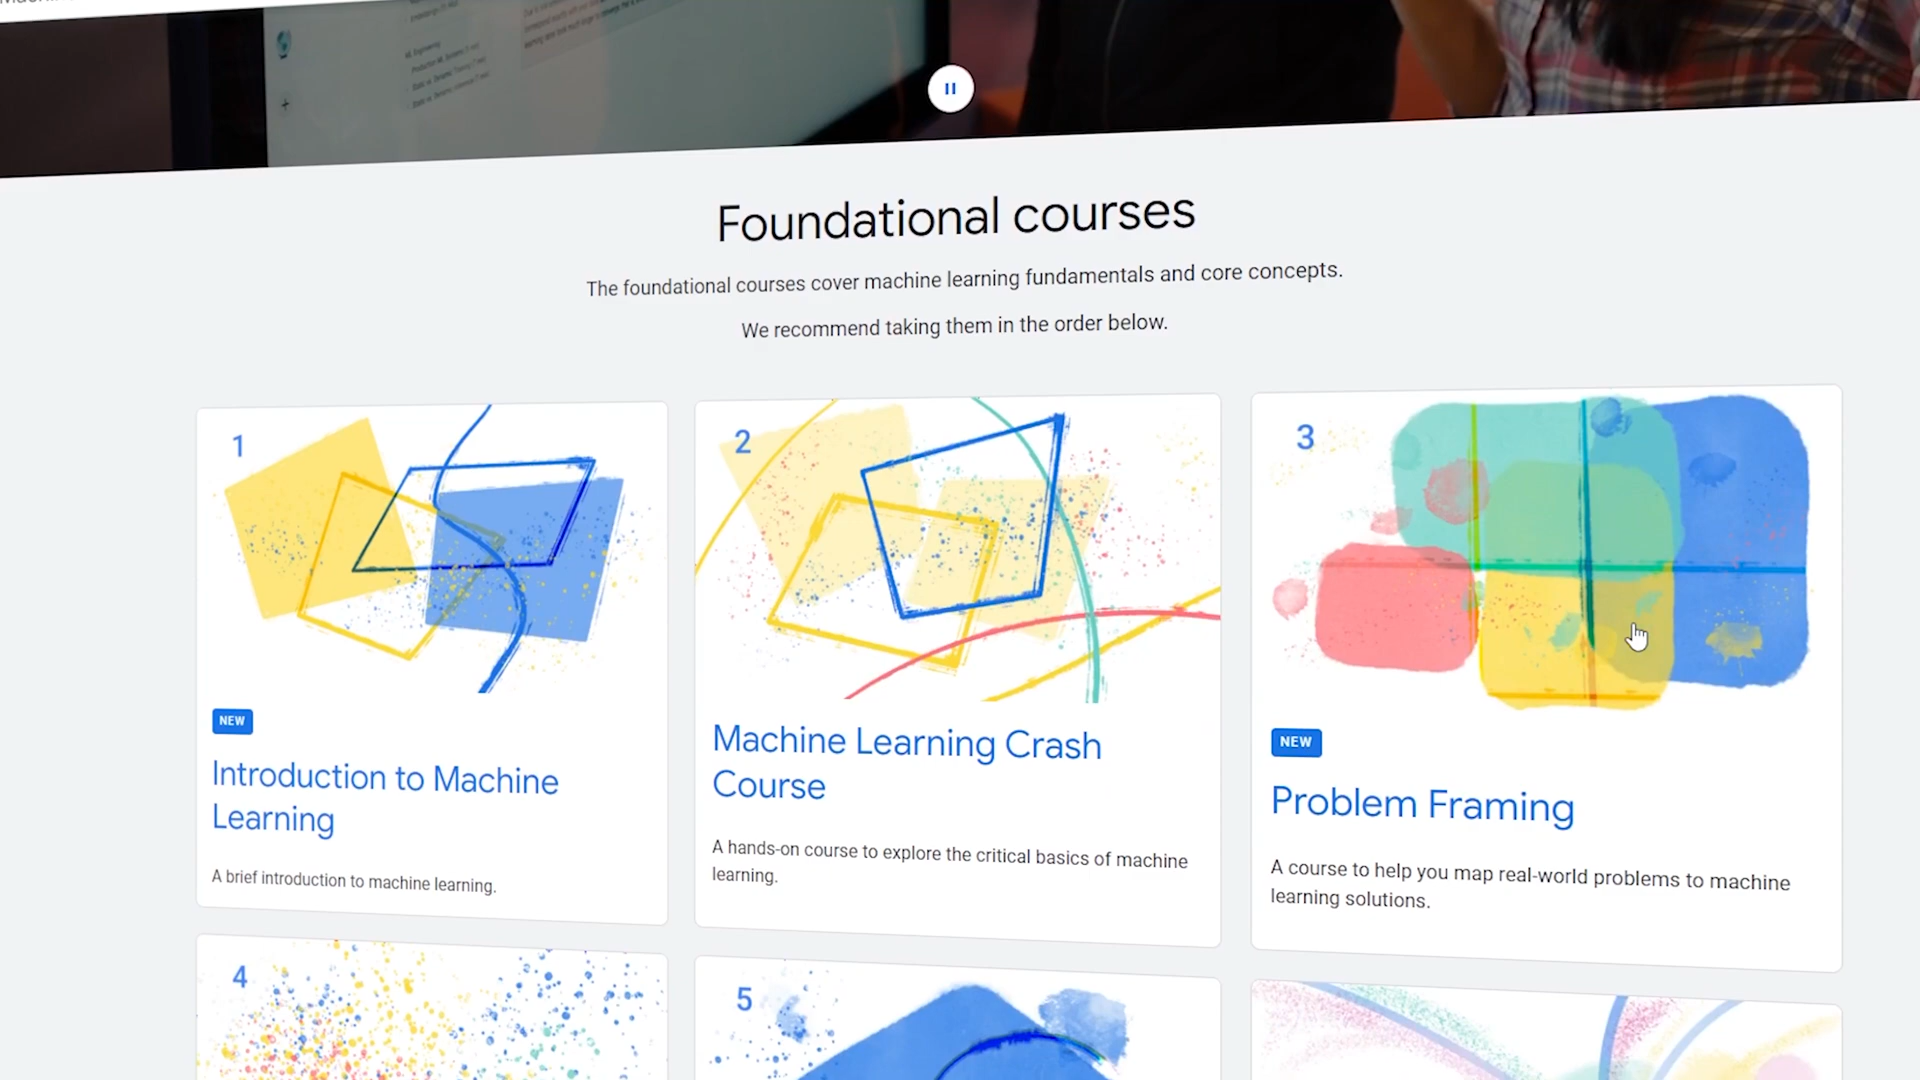 Foundational courses
The foundational courses cover machine learning fundamentals and core concepts.
We recommend taking them in the order below.
1
2
3
NEW
Introduction to Machine
Learning
A brief introduction to machine learning.
Machine Learning Crash
Course
A hands-on course to explore the critical basics of machine
learning.
NEW
Problem Framing
A course to help you map real-world problems to machine
learning solutions.
4
5